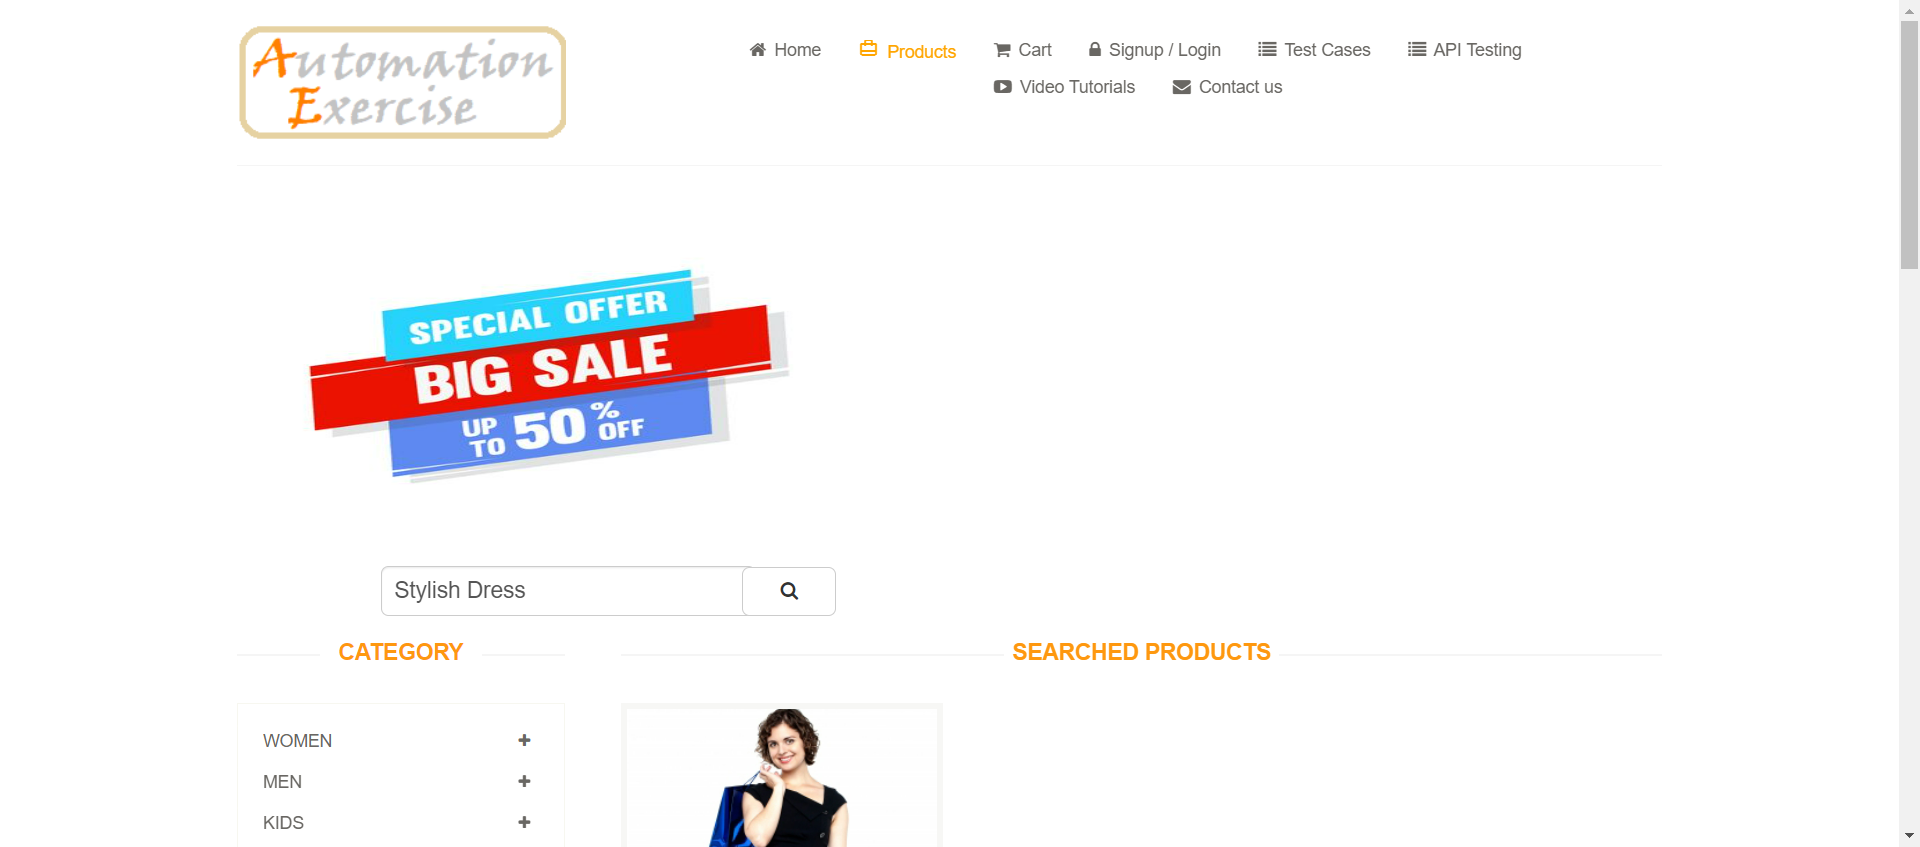 Automation
Exercise
Home
Products
Cart
Signup / Login
Test Cases
API Testing
Video Tutorials
Contact us
SPECIAL OFFER
BIG SALE
UP TO 50% OFF
Stylish Dress
CATEGORY
SEARCHED PRODUCTS
WOMEN
MEN
KIDS